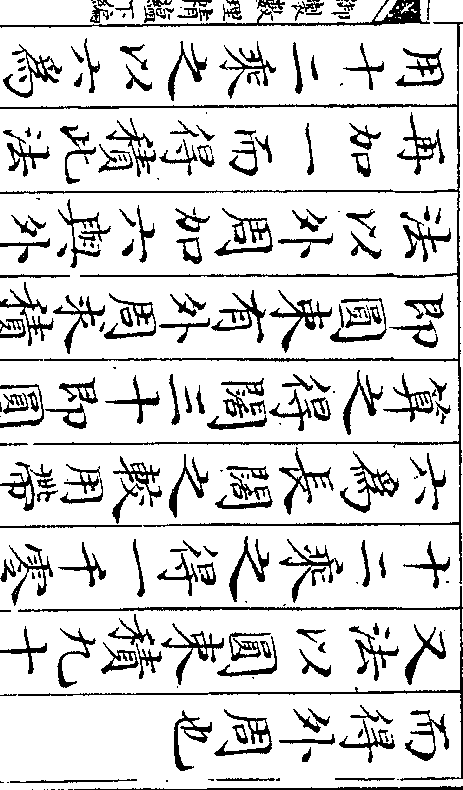 御製數理精蘊下編
而得外周也
又法以圓束積九十
十二乘之得一千零
六為長闊之較用帶
算之得闊三十即圓
即圓束有外周求積
法以外周加六與外
再加一而得積此法
用十二乘之以六為